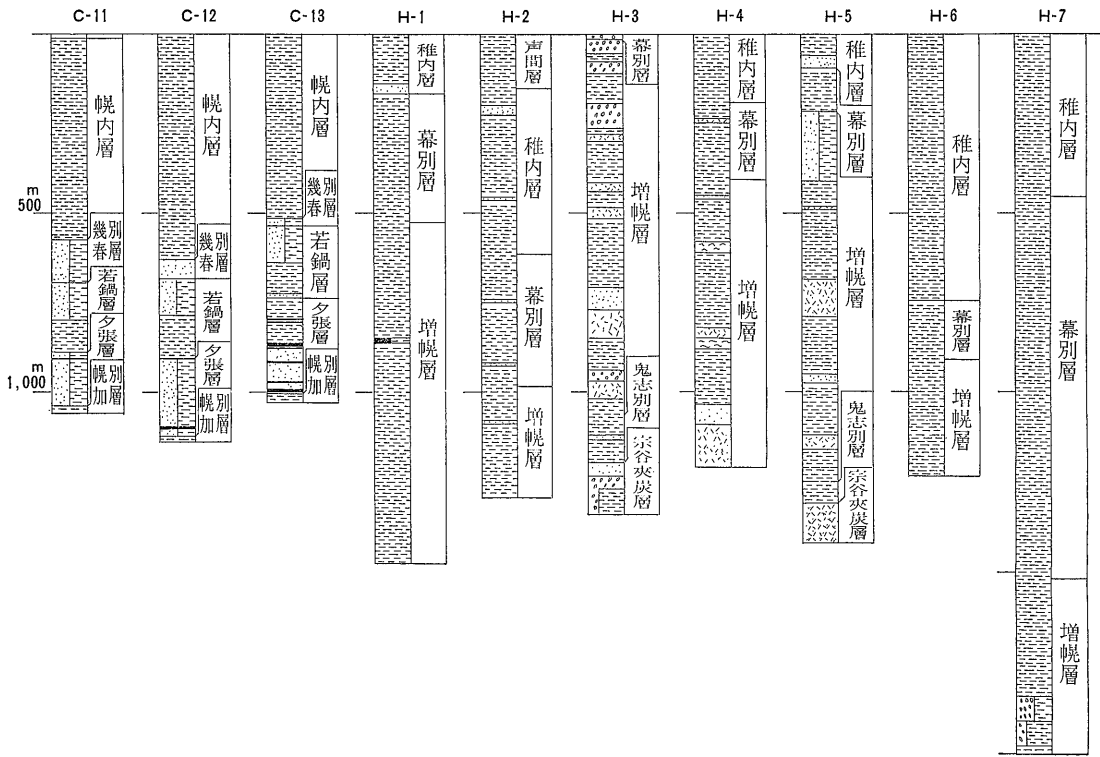 C-11 C-12 C-13 H-1 H-2 H-3 H-4 H-5 H-6 H-7
m
500
m
1,000
幌内層
幾春別層
若鍋層
夕張層
幌加別層
幌内層
幾春別層
若鍋層
夕張層
幌加別層
幌内層
幾春別層
若鍋層
夕張層
幌加別層
稚内層
幕別層
増幌層
声問層
稚内層
幕別層
増幌層
幕別層
増幌層
鬼志別層
宗谷夾炭層
稚内層
幕別層
増幌層
稚内層
幕別層
増幌層
鬼志別層
宗谷夾炭層
稚内層
幕別層
増幌層
稚内層
幕別層
増幌層